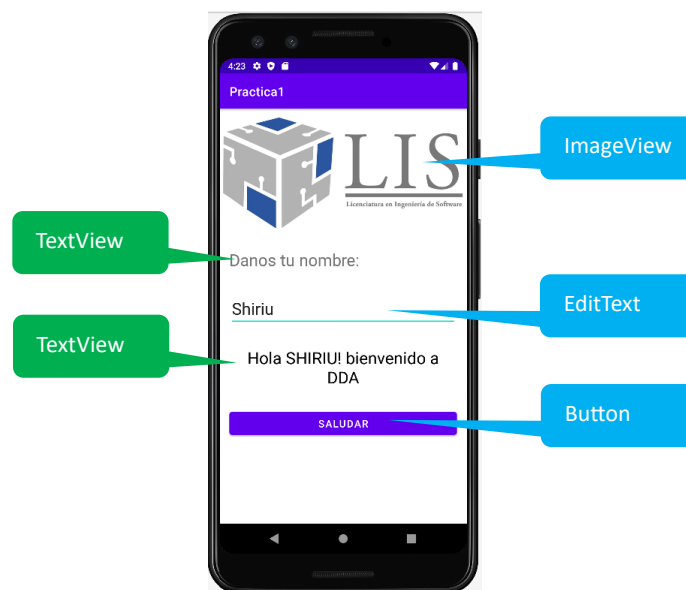 4:23
Practica1
LIS
Licenciatura en Ingeniería de Software
ImageView
TextView
Danos tu nombre:
Shiriu
EditText
TextView
Hola SHIRIU! bienvenido a
DDA
Button
SALUDAR